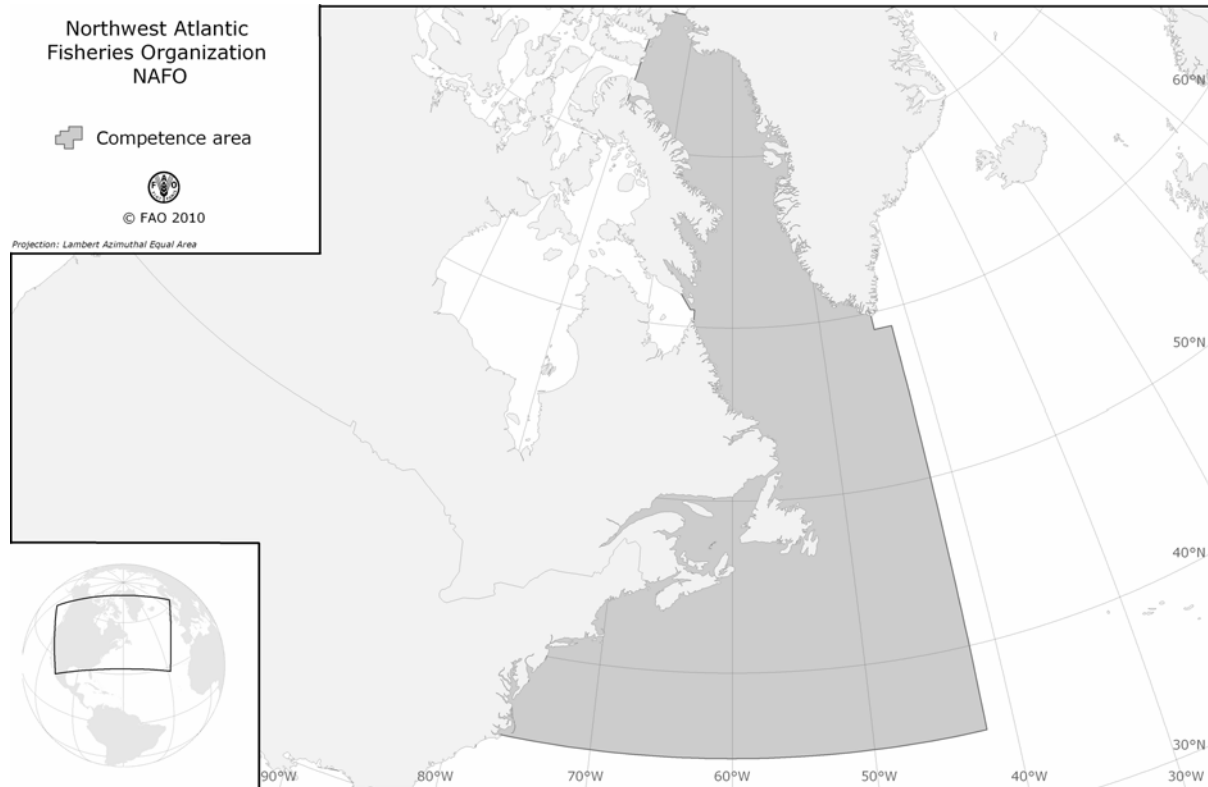 Northwest Atlantic
Fisheries Organization
NAFO
Competence area
FAO
© FAO 2010
Projection: Lambert Azimuthal Equal Area
60°N
50°N
40°N
30°N
90°W
80°W
70°W
60°W
50°W
40°W
30°W